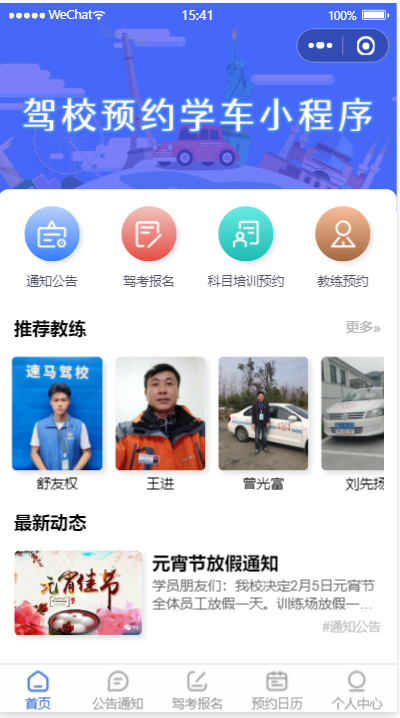 WeChat 15:41 100%
驾校预约学车小程序
通知公告 驾考报名 科目培训预约 教练预约
推荐教练 更多»
速马驾校
舒友权 王进 曾光富 刘先扬
最新动态
元宵佳节
元宵节放假通知
学员朋友们：我校决定2月5日元宵节
全体员工放假一天。训练场放假一…
#通知公告
首页 公告通知 驾考报名 预约日历 个人中心